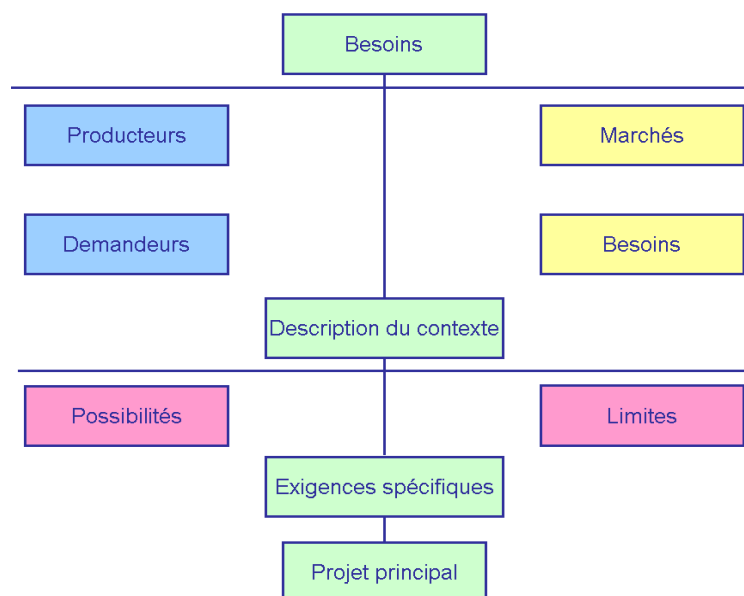 Besoins
Producteurs
Marchés
Demandeurs
Besoins
Description du contexte
Possibilités
Limites
Exigences spécifiques
Projet principal